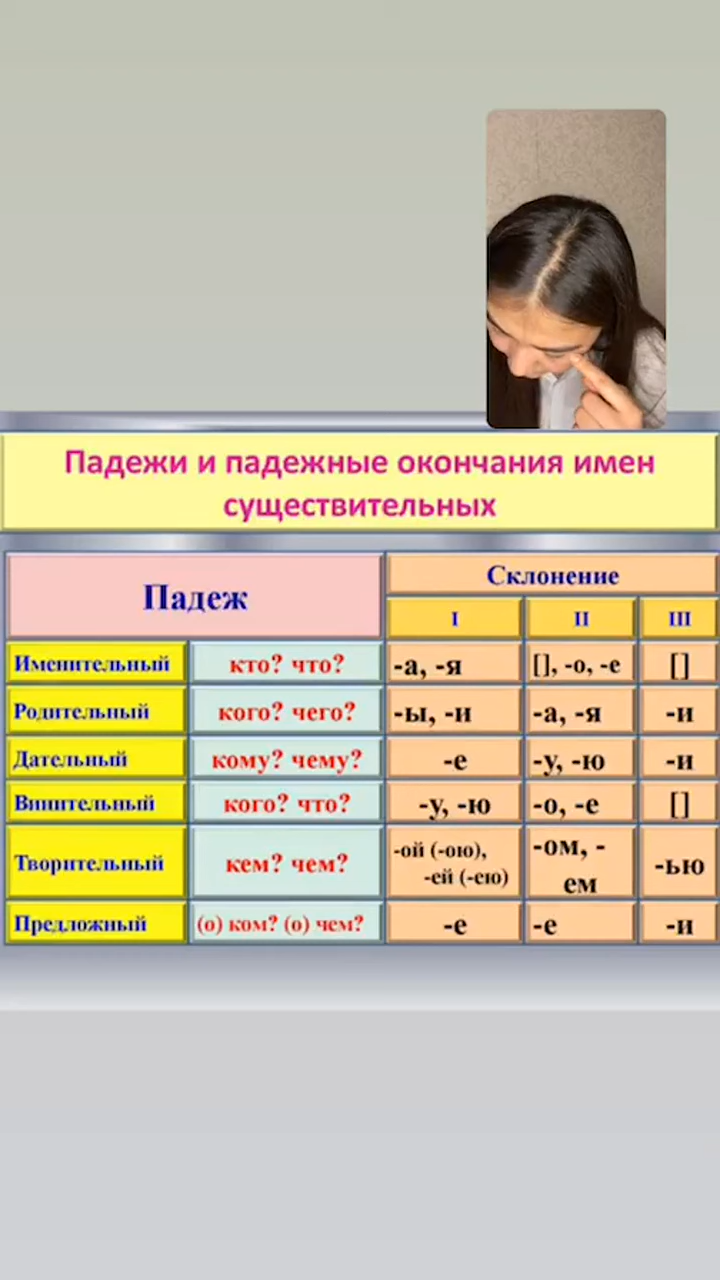 Падежи и падежные окончания имен
существительных
Падеж
Склонение
I II III
Именительный кто? что? -а, -я [], -о, -е []
Родительный кого? чего? -ы, -и -а, -я -и
Дательный кому? чему? -е -у, -ю -и
Винительный кого? что? -у, -ю -о, -е []
Творительный кем? чем? -ой (-ою), -ей (-ею) -ом, -ем -ью
Предложный (о) ком? (о) чем? -е -е -и